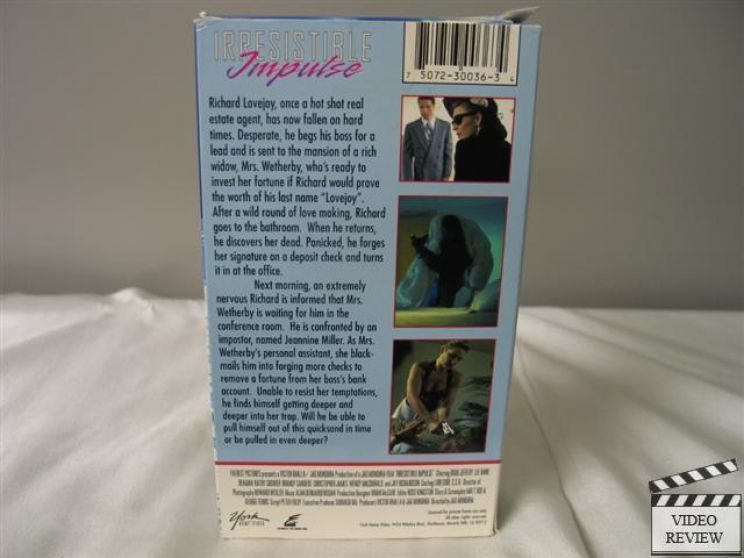 IRRESISTIBLE
Impulse
75072-30036-3
Richard Lovejoy, once a hot shot real
estate agent, has now fallen on hard
times. Desperate, he begs his boss for a
lead and is sent to the mansion of a rich
widow, Mrs. Wetherby, who's ready to
invest her fortune if Richard would prove
the worth of his last name "Lovejoy".
After a wild round of love making, Richard
goes to the bathroom. When he returns,
he discovers her dead. Panicked, he forges
her signature on a deposit check and turns
it in at the office.
Next morning, an extremely
nervous Richard is informed that Mrs.
Wetherby is waiting for him in the
conference room. He is confronted by an
impostor, named Jeannine Miller. As Mrs.
Wetherby's personal assistant, she black-
mails him into forging more checks to
remove a fortune from her boss's bank
account. Unable to resist her temptations,
he finds himself getting deeper and
deeper into her trap. Will he be able to
pull himself out of this quicksand in time
or be pulled in even deeper?
York
HOME VIDEO
VIDEO
REVIEW